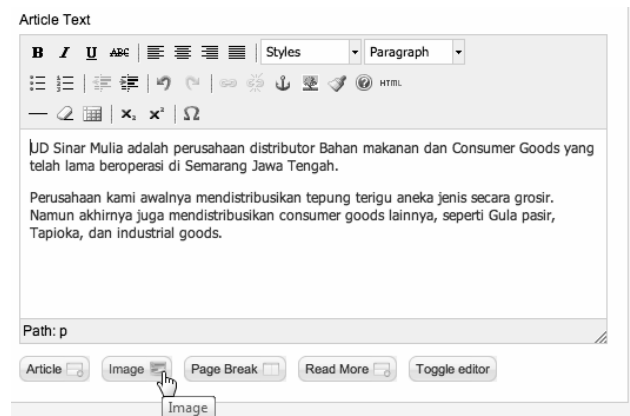 Article Text
B I U ABC Styles Paragraph
HTML
x₂ x² Ω
UD Sinar Mulia adalah perusahaan distributor Bahan makanan dan Consumer Goods yang
telah lama beroperasi di Semarang Jawa Tengah.
Perusahaan kami awalnya mendistribusikan tepung terigu aneka jenis secara grosir.
Namun akhirnya juga mendistribusikan consumer goods lainnya, seperti Gula pasir,
Tapioka, dan industrial goods.
Path: p
Article Image Page Break Read More Toggle editor
Image